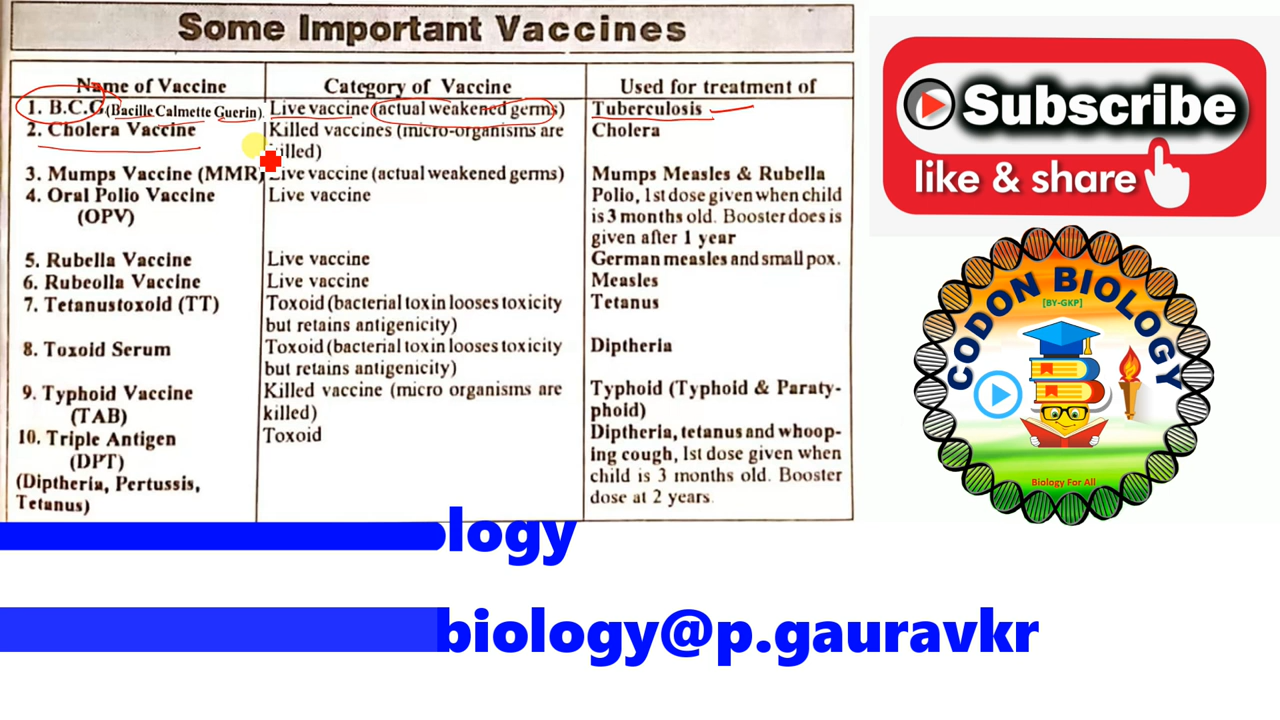 Some Important Vaccines
Name of Vaccine Category of Vaccine Used for treatment of
1. B.C.G (Bacille Calmette Guerin) Live vaccine (actual weakened germs) Tuberculosis
2. Cholera Vaccine Killed vaccines (micro-organisms are Cholera
killed)
3. Mumps Vaccine (MMR) Live vaccine (actual weakened germs) Mumps Measles & Rubella
4. Oral Polio Vaccine Live vaccine Polio, 1st dose given when child
(OPV) is 3 months old. Booster does is
given after 1 year
5. Rubella Vaccine Live vaccine German measles and small pox.
6. Rubeolla Vaccine Live vaccine Measles
7. Tetanustoxold (TT) Toxoid (bacterial toxin looses toxicity Tetanus
but retains antigenicity)
8. Toxoid Serum Toxoid (bacterial toxin looses toxicity Diptheria
but retains antigenicity)
9. Typhoid Vaccine Killed vaccine (micro organisms are Typhoid (Typhoid & Paraty-
(TAB) killed) phoid)
10. Triple Antigen Toxoid Diptheria, tetanus and whoop-
(DPT) ing cough, 1st dose given when
(Diptheria, Pertussis, child is 3 months old. Booster
Tetanus) dose at 2 years.
Subscribe
like & share
CODON BIOLOGY
[BY-GKP]
Biology For All
ology
biology@p.gauravkr